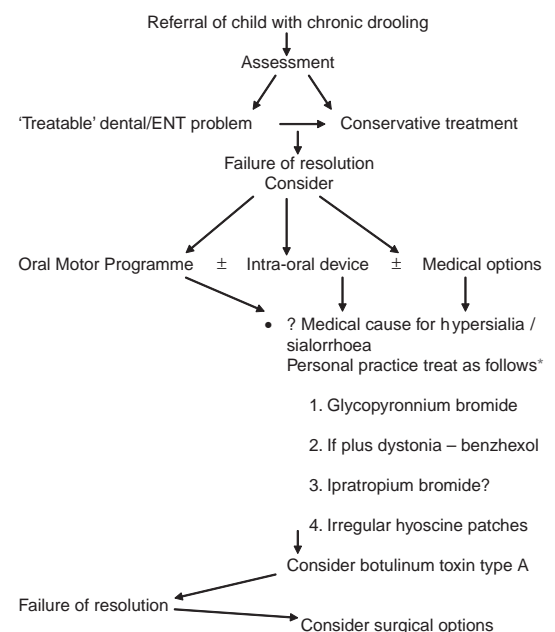 Referral of child with chronic drooling
Assessment
‘Treatable’ dental/ENT problem
Conservative treatment
Failure of resolution
Consider
Oral Motor Programme ± Intra-oral device ± Medical options
• ? Medical cause for hypersialia /
sialorrhoea
Personal practice treat as follows*
1. Glycopyronnium bromide
2. If plus dystonia – benzhexol
3. Ipratropium bromide?
4. Irregular hyoscine patches
Consider botulinum toxin type A
Failure of resolution
Consider surgical options